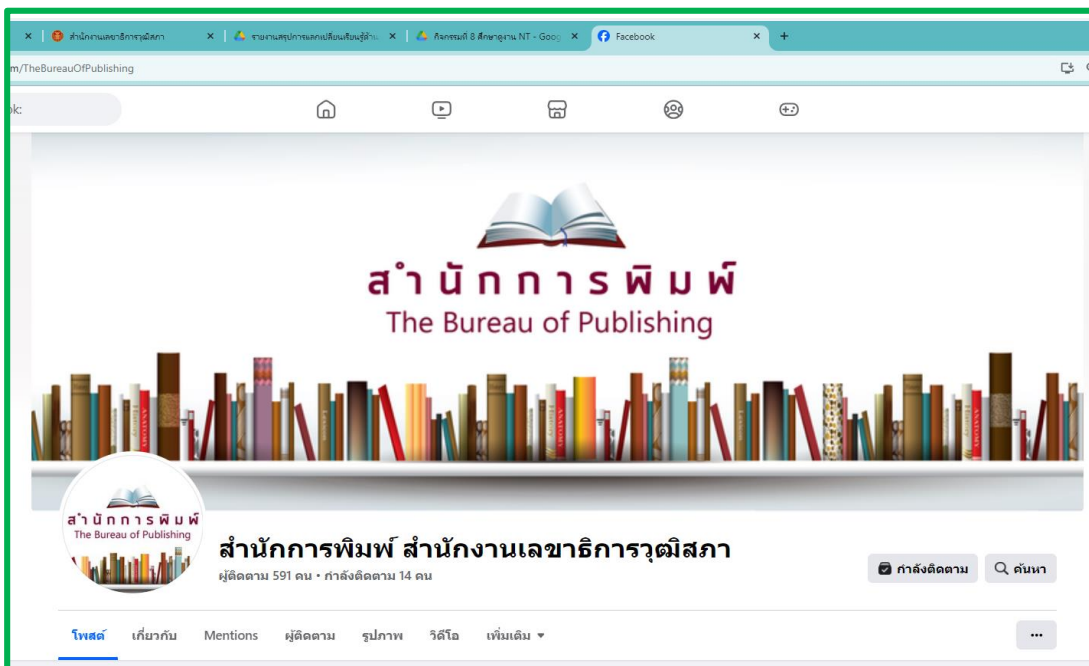 สำนักงานเลขาธิการวุฒิสภา
รายงานสรุปการแลกเปลี่ยนเรียนรู้ด้าน
กิจกรรมที่ 8 ศึกษาดูงาน NT - Goog
Facebook
m/TheBureauOfPublishing
ok:
สำนักการพิมพ์
The Bureau of Publishing
สำนักการพิมพ์
The Bureau of Publishing
สำนักการพิมพ์ สำนักงานเลขาธิการวุฒิสภา
ผู้ติดตาม 591 คน • กำลังติดตาม 14 คน
กำลังติดตาม
ค้นหา
โพสต์ เกี่ยวกับ Mentions ผู้ติดตาม รูปภาพ วิดีโอ เพิ่มเติม